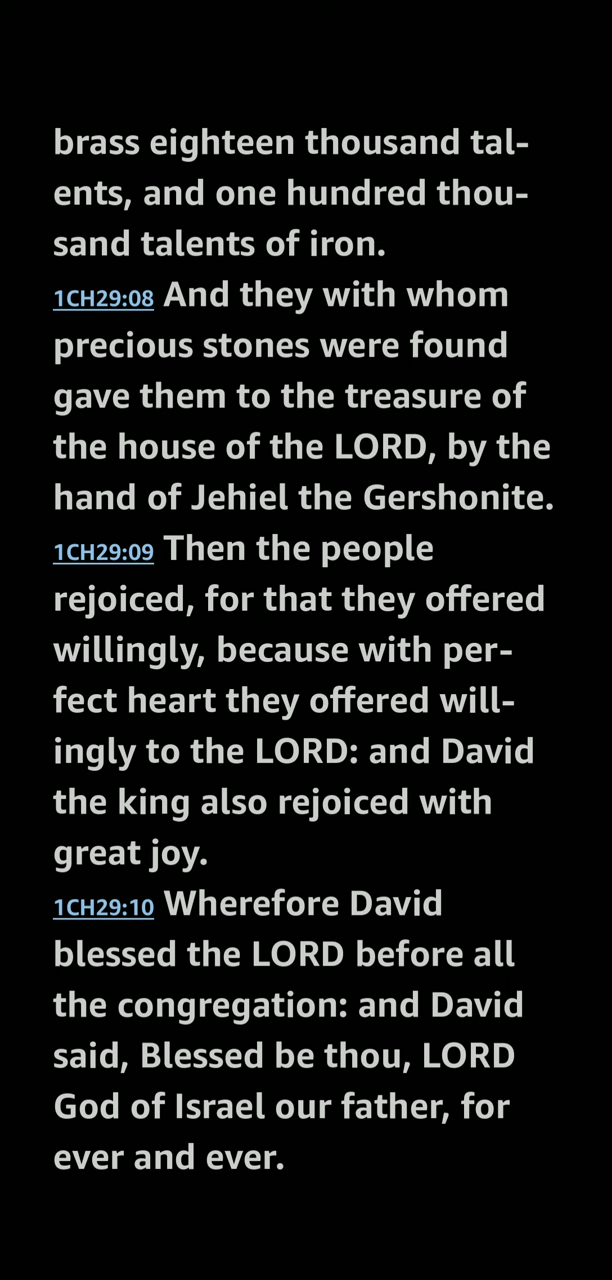 brass eighteen thousand tal-
ents, and one hundred thou-
sand talents of iron.
1CH29:08 And they with whom
precious stones were found
gave them to the treasure of
the house of the LORD, by the
hand of Jehiel the Gershonite.
1CH29:09 Then the people
rejoiced, for that they offered
willingly, because with per-
fect heart they offered will-
ingly to the LORD: and David
the king also rejoiced with
great joy.
1CH29:10 Wherefore David
blessed the LORD before all
the congregation: and David
said, Blessed be thou, LORD
God of Israel our father, for
ever and ever.